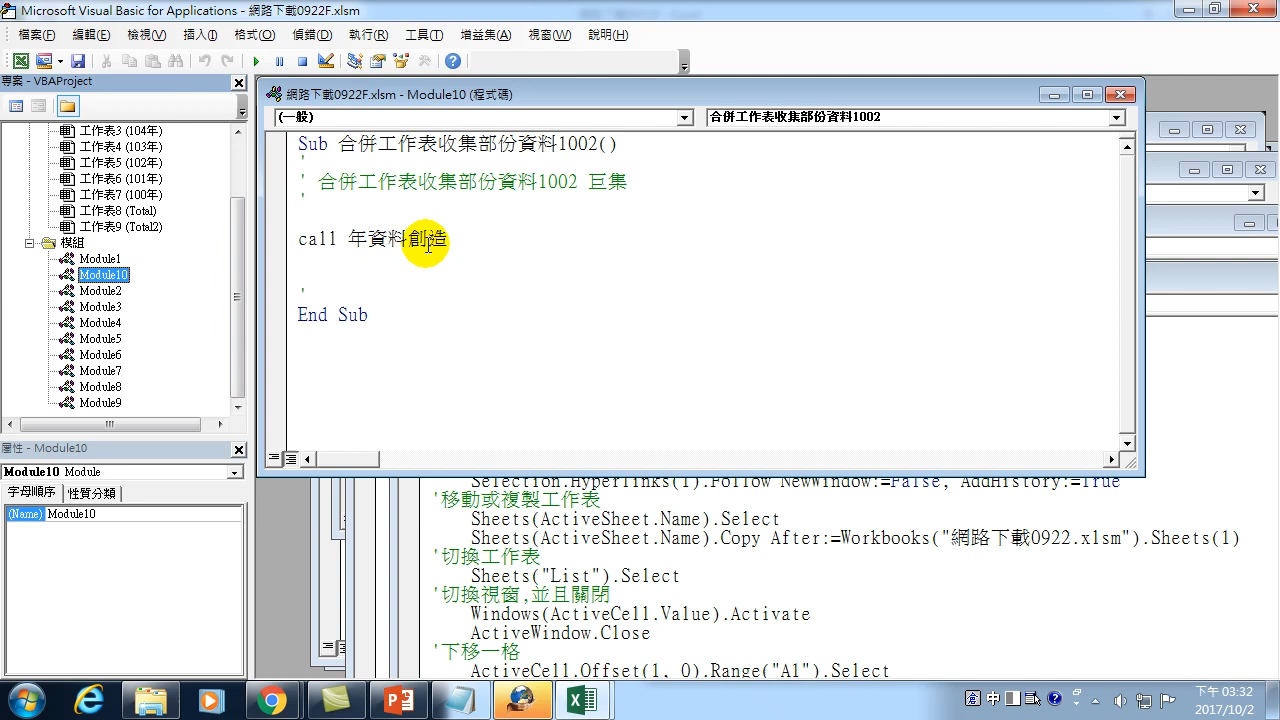 Microsoft Visual Basic for Applications - 網路下載0922F.xlsm
檔案(F) 編輯(E) 檢視(V) 插入(I) 格式(O) 偵錯(D) 執行(R) 工具(T) 增益集(A) 視窗(W) 說明(H)
專案 - VBAProject
工作表3 (104年)
工作表4 (103年)
工作表5 (102年)
工作表6 (101年)
工作表7 (100年)
工作表8 (Total)
工作表9 (Total2)
模組
Module1
Module10
Module2
Module3
Module4
Module5
Module6
Module7
Module8
Module9
屬性 - Module10
Module10 Module
字母順序 性質分類
(Name) Module10
網路下載0922F.xlsm - Module10 (程式碼)
(一般) 合併工作表收集部份資料1002
Sub 合併工作表收集部份資料1002()
'
' 合併工作表收集部份資料1002 巨集
'
call 年資料創造
'
End Sub
Selection.Hyperlinks(1).Follow NewWindow:=False, AddHistory:=True
'移動或複製工作表
Sheets(ActiveSheet.Name).Select
Sheets(ActiveSheet.Name).Copy After:=Workbooks("網路下載0922.xlsm").Sheets(1)
'切換工作表
Sheets("List").Select
'切換視窗,並且關閉
Windows(ActiveCell.Value).Activate
ActiveWindow.Close
'下移一格
ActiveCell.Offset(1, 0).Range("A1").Select
中
下午 03:32
2017/10/2